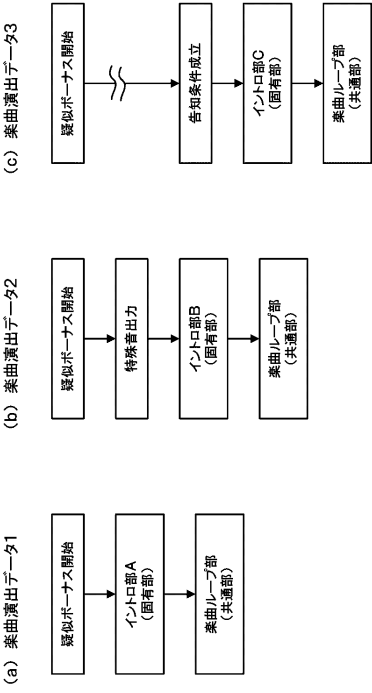 (a) 楽曲演出データ1
疑似ボーナス開始
イントロ部A
(固有部)
楽曲ループ部
(共通部)
(b) 楽曲演出データ2
疑似ボーナス開始
特殊音出力
イントロ部B
(固有部)
楽曲ループ部
(共通部)
(c) 楽曲演出データ3
疑似ボーナス開始
告知条件成立
イントロ部C
(固有部)
楽曲ループ部
(共通部)